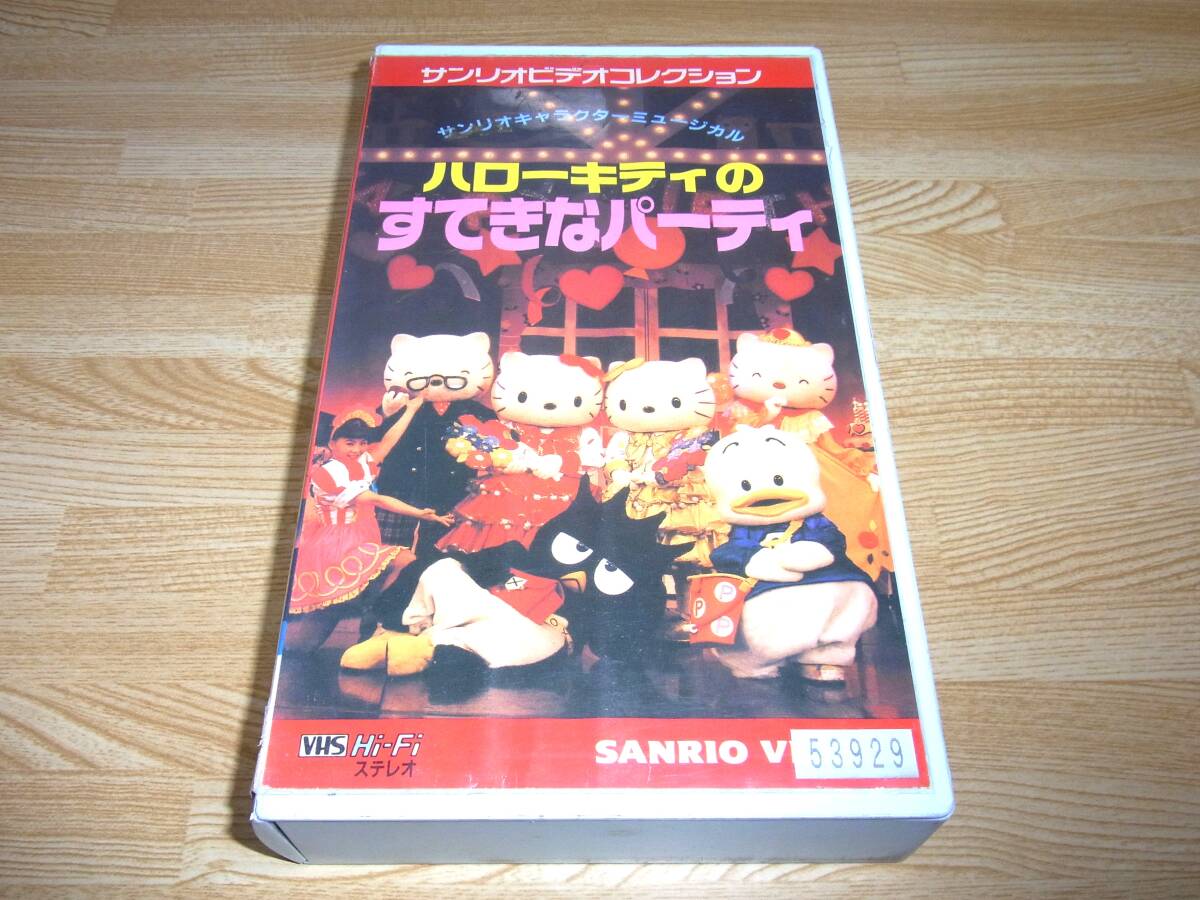 サンリオビデオコレクション
サンリオキャラクターミュージカル
ハローキティの
すてきなパーティ
P
P
P
VHS Hi-Fi
ステレオ
SANRIO VI
53929